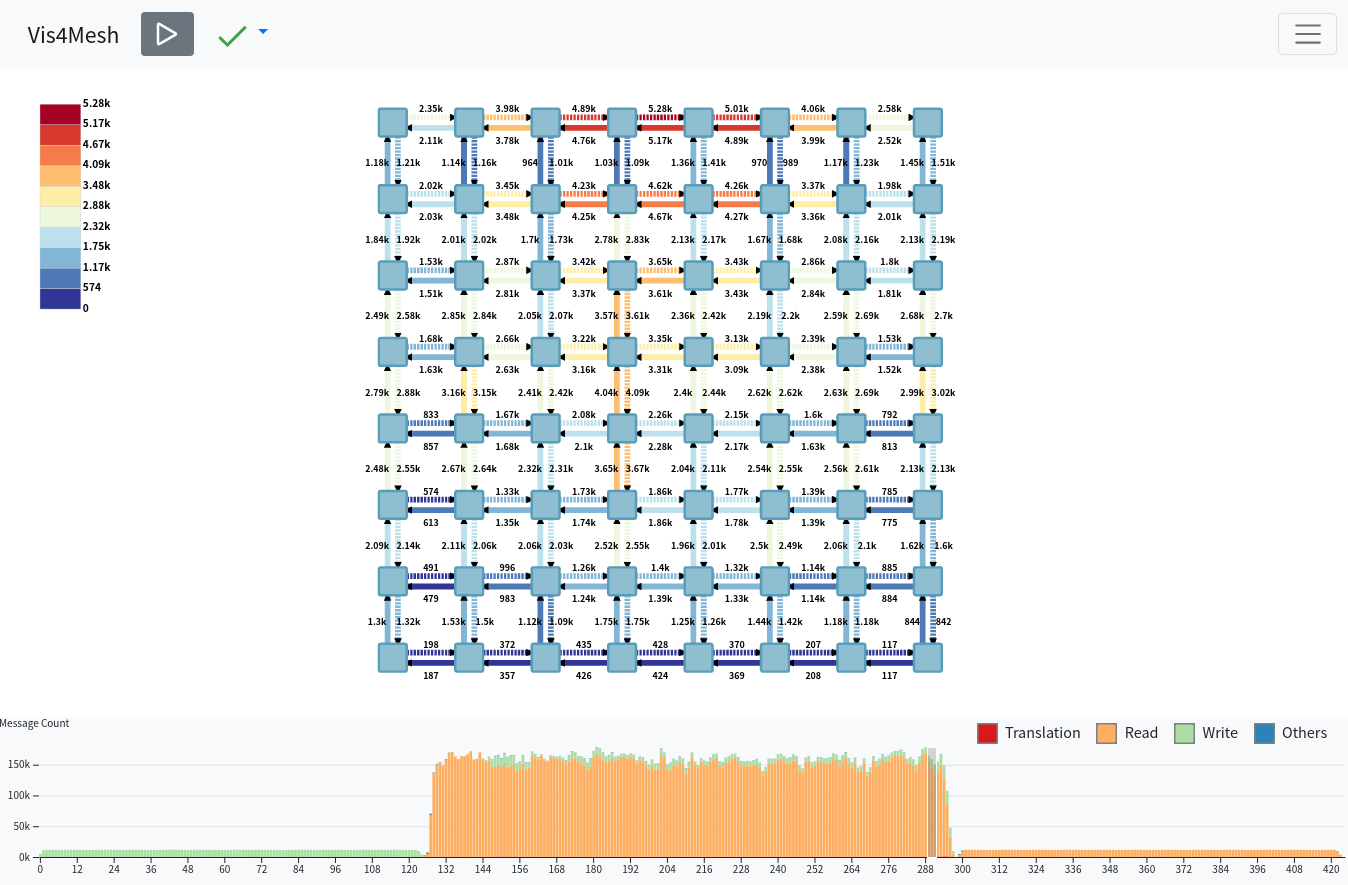 Vis4Mesh
5.28k
5.17k
4.67k
4.09k
3.48k
2.88k
2.32k
1.75k
1.17k
574
0
2.35k 3.98k 4.89k 5.28k 5.01k 4.06k 2.58k
2.11k 3.78k 4.76k 5.17k 4.89k 3.99k 2.52k
1.18k 1.21k 1.14k 1.16k 964 1.01k 1.03k 1.09k 1.36k 1.41k 970 989 1.17k 1.23k 1.45k 1.51k
2.02k 3.45k 4.23k 4.62k 4.26k 3.37k 1.98k
2.03k 3.48k 4.25k 4.67k 4.27k 3.36k 2.01k
1.84k 1.92k 2.01k 2.02k 1.7k 1.73k 2.78k 2.83k 2.13k 2.17k 1.67k 1.68k 2.08k 2.16k 2.13k 2.19k
1.53k 2.87k 3.42k 3.65k 3.43k 2.86k 1.8k
1.51k 2.81k 3.37k 3.61k 3.43k 2.84k 1.81k
2.49k 2.58k 2.85k 2.84k 2.05k 2.07k 3.57k 3.61k 2.36k 2.42k 2.19k 2.2k 2.59k 2.69k 2.68k 2.7k
1.68k 2.66k 3.22k 3.35k 3.13k 2.39k 1.53k
1.63k 2.63k 3.16k 3.31k 3.09k 2.38k 1.52k
2.79k 2.88k 3.16k 3.15k 2.41k 2.42k 4.04k 4.09k 2.4k 2.44k 2.62k 2.62k 2.63k 2.69k 2.99k 3.02k
833 1.67k 2.08k 2.26k 2.15k 1.6k 792
857 1.68k 2.1k 2.28k 2.17k 1.63k 813
2.48k 2.55k 2.67k 2.64k 2.32k 2.31k 3.65k 3.67k 2.04k 2.11k 2.54k 2.55k 2.56k 2.61k 2.13k 2.13k
574 1.33k 1.73k 1.86k 1.77k 1.39k 785
613 1.35k 1.74k 1.86k 1.78k 1.39k 775
2.09k 2.14k 2.11k 2.06k 2.06k 2.03k 2.52k 2.55k 1.96k 2.01k 2.5k 2.49k 2.06k 2.1k 1.62k 1.6k
491 996 1.26k 1.4k 1.32k 1.14k 885
479 983 1.24k 1.39k 1.33k 1.14k 884
1.3k 1.32k 1.53k 1.5k 1.12k 1.09k 1.75k 1.75k 1.25k 1.26k 1.44k 1.42k 1.18k 1.18k 844 842
198 372 435 428 370 207 117
187 357 426 424 369 208 117
Message Count
Translation Read Write Others
150k
100k
50k
0k
0 12 24 36 48 60 72 84 96 108 120 132 144 156 168 180 192 204 216 228 240 252 264 276 288 300 312 324 336 348 360 372 384 396 408 420